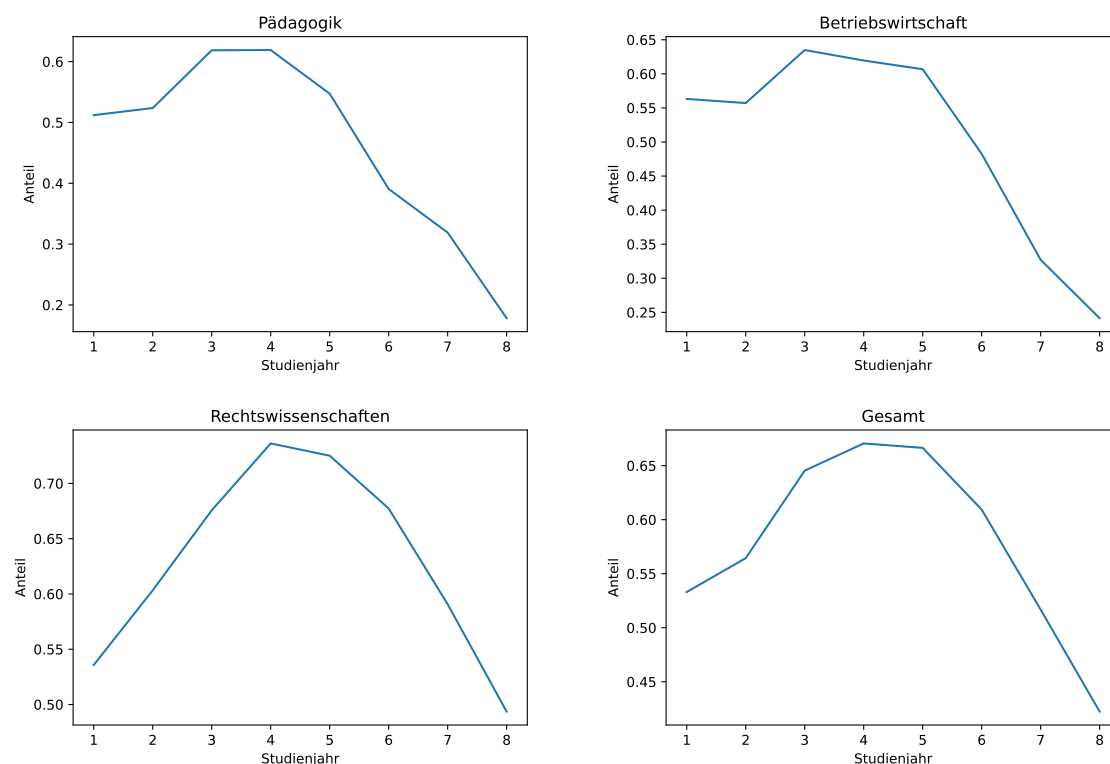 Pädagogik
Anteil
0.6
0.5
0.4
0.3
0.2
1 2 3 4 5 6 7 8
Studienjahr
Betriebswirtschaft
Anteil
0.65
0.60
0.55
0.50
0.45
0.40
0.35
0.30
0.25
1 2 3 4 5 6 7 8
Studienjahr
Rechtswissenschaften
Anteil
0.70
0.65
0.60
0.55
0.50
1 2 3 4 5 6 7 8
Studienjahr
Gesamt
Anteil
0.65
0.60
0.55
0.50
0.45
1 2 3 4 5 6 7 8
Studienjahr